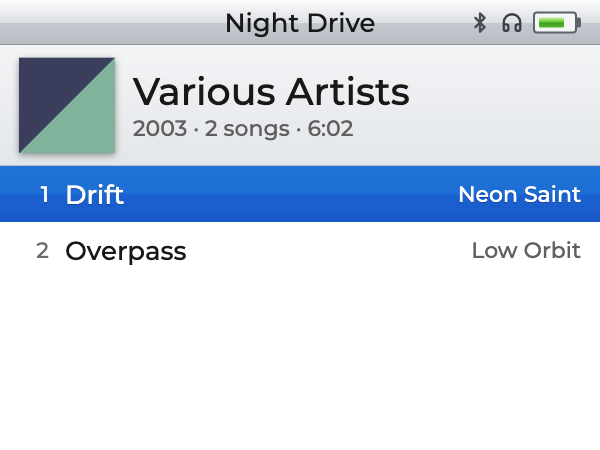 Night Drive
Various Artists
2003 · 2 songs · 6:02
1 Drift Neon Saint
2 Overpass Low Orbit